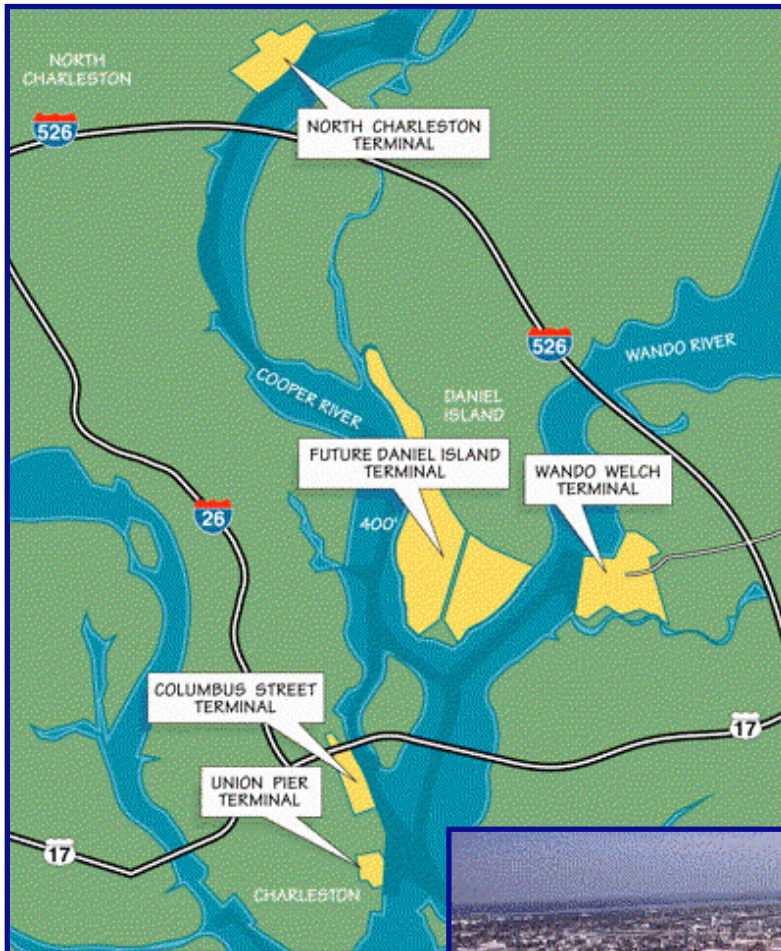 NORTH
CHARLESTON
526
NORTH CHARLESTON
TERMINAL
526
WANDO RIVER
COOPER RIVER
DANIEL
ISLAND
FUTURE DANIEL ISLAND
TERMINAL
WANDO WELCH
TERMINAL
26
400'
COLUMBUS STREET
TERMINAL
17
UNION PIER
TERMINAL
17
CHARLESTON